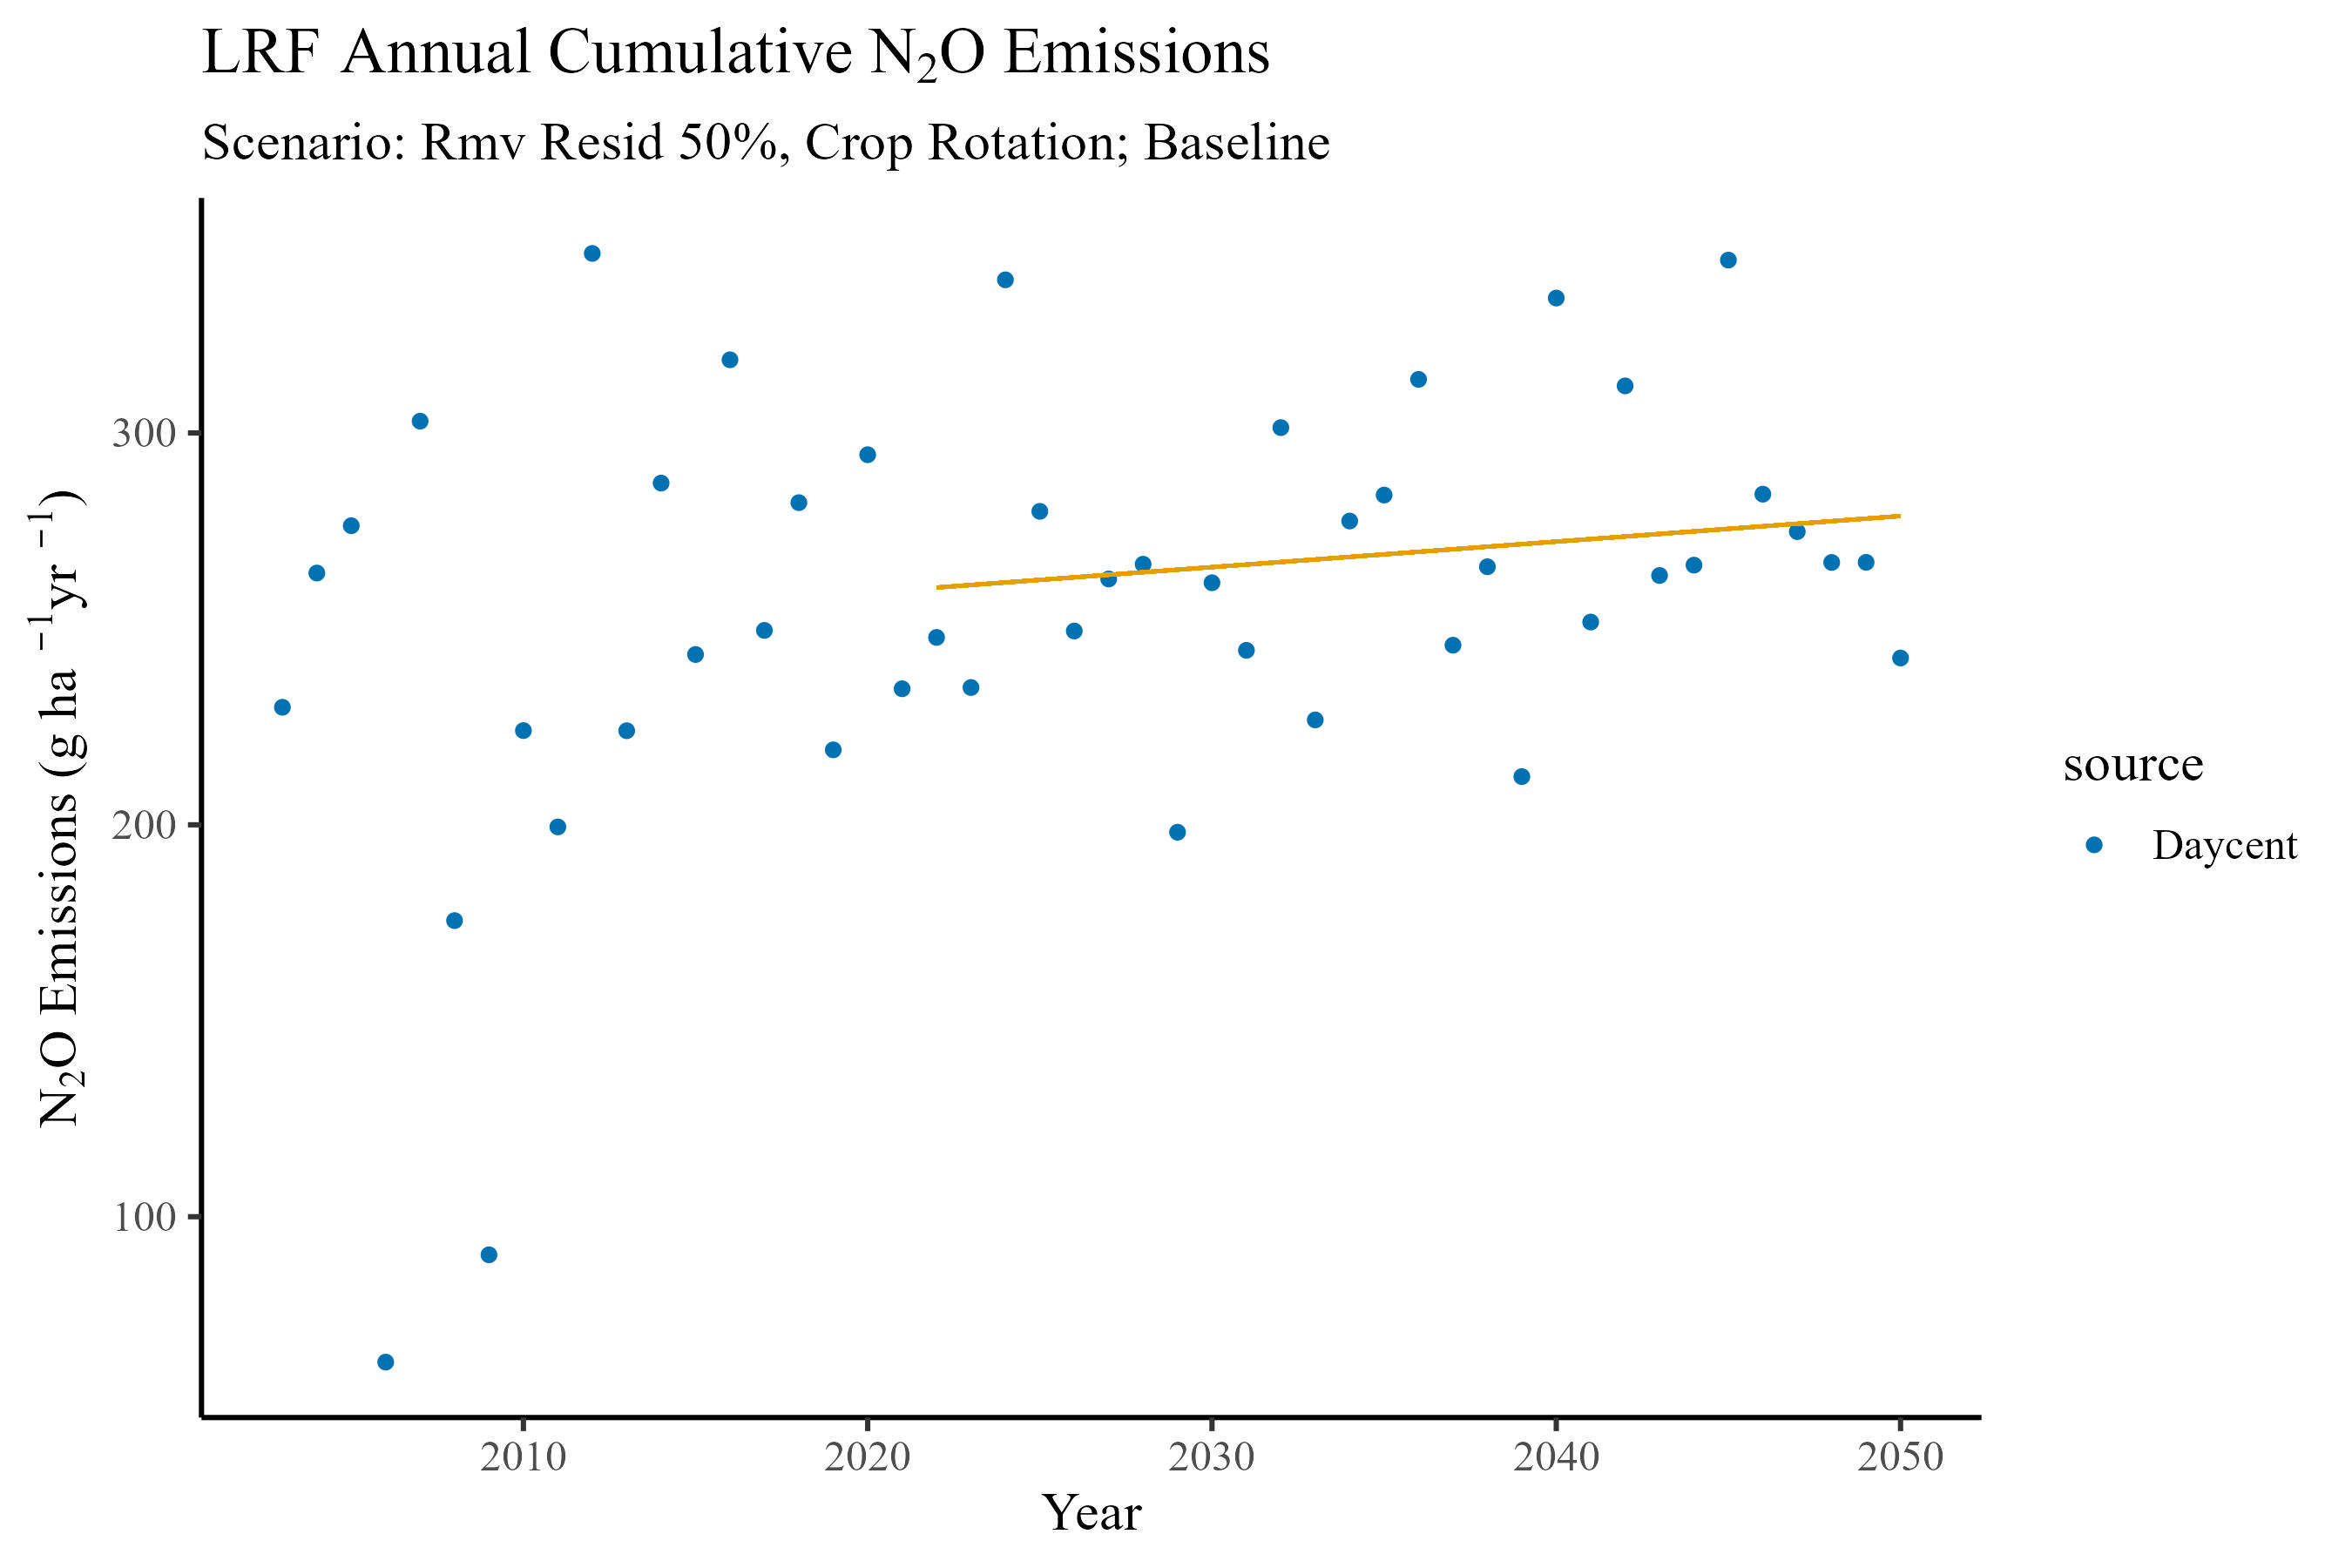 LRF Annual Cumulative N₂O Emissions
Scenario: Rmv Resid 50%, Crop Rotation; Baseline
N₂O Emissions (g ha ⁻¹yr ⁻¹)
300
200
100
2010 2020 2030 2040 2050
Year
source
Daycent